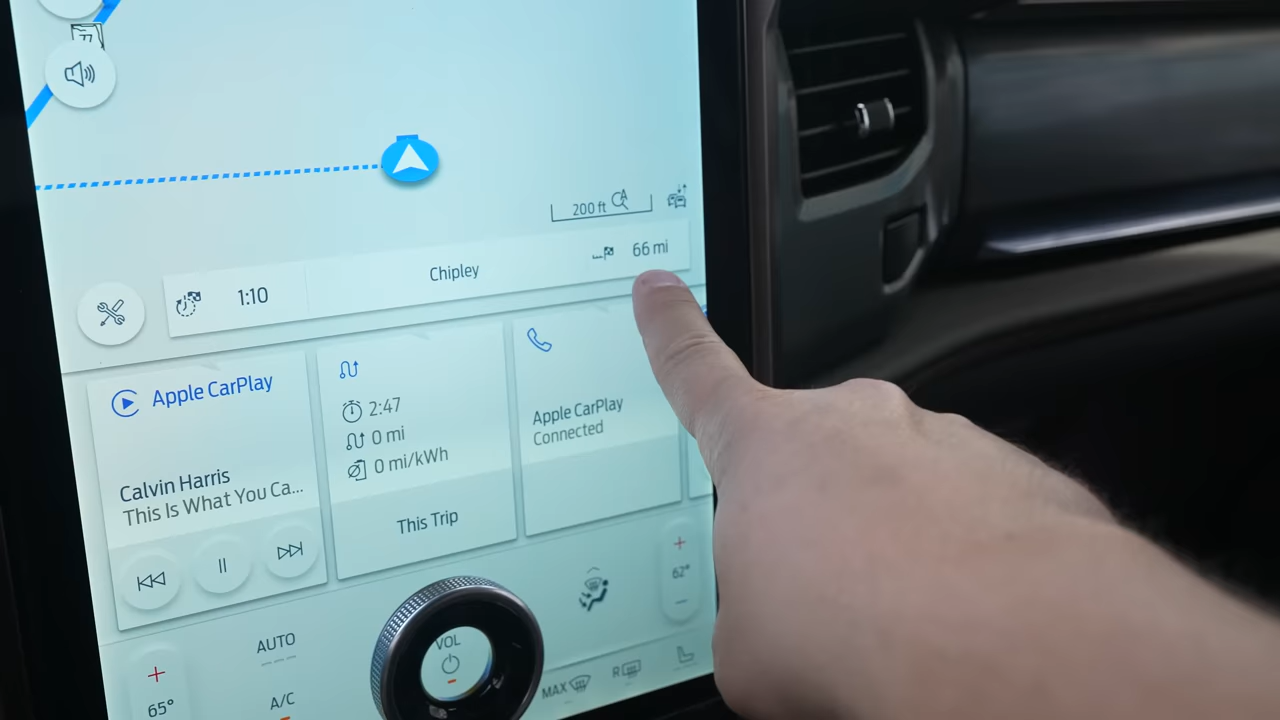 200 ft
66 mi
Chipley
1:10
Apple CarPlay
Calvin Harris
This Is What You Ca...
2:47
0 mi
0 mi/kWh
This Trip
Apple CarPlay
Connected
62°
AUTO
VOL
A/C
65°
MAX
R